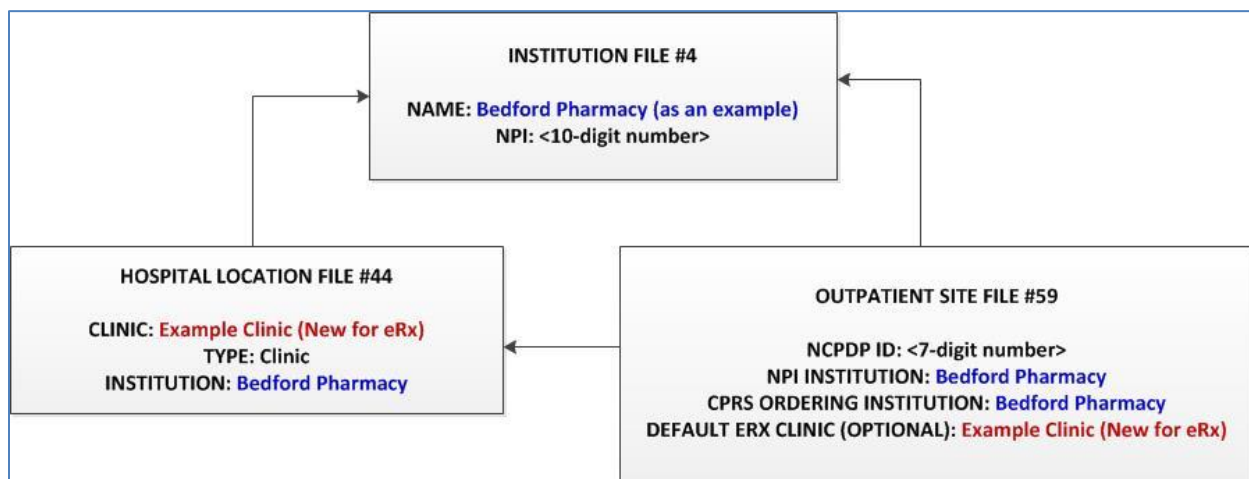 INSTITUTION FILE #4
NAME: Bedford Pharmacy (as an example)
NPI: <10-digit number>
HOSPITAL LOCATION FILE #44
CLINIC: Example Clinic (New for eRx)
TYPE: Clinic
INSTITUTION: Bedford Pharmacy
OUTPATIENT SITE FILE #59
NCPDP ID: <7-digit number>
NPI INSTITUTION: Bedford Pharmacy
CPRS ORDERING INSTITUTION: Bedford Pharmacy
DEFAULT ERX CLINIC (OPTIONAL): Example Clinic (New for eRx)